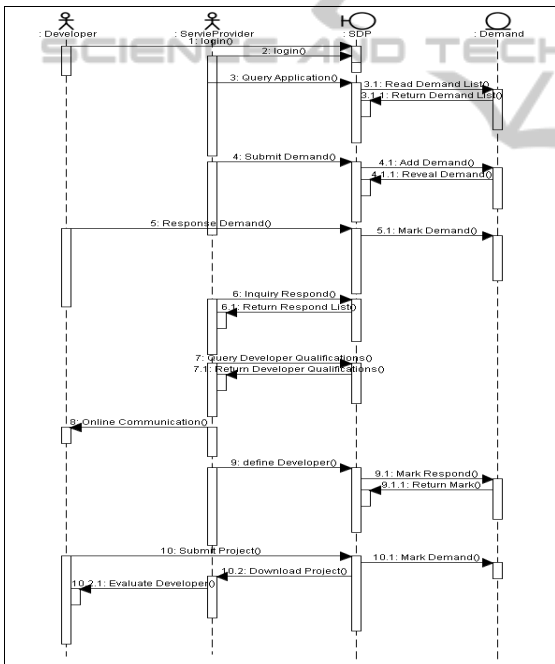 SCIENCE AND TECH
: Developer
: ServieProvider
: SDP
: Demand
1: login()
2: login()
3: Query Application()
3.1: Read Demand List()
3.1.1: Return Demand List()
4: Submit Demand()
4.1: Add Demand()
4.1.1: Reveal Demand()
5: Response Demand()
5.1: Mark Demand()
6: Inquiry Respond()
6.1: Return Respond List()
7: Query Developer Qualifications()
7.1: Return Developer Qualifications()
8: Online Communication()
9: define Developer()
9.1: Mark Respond()
9.1.1: Return Mark()
10: Submit Project()
10.1: Mark Demand()
10.2: Download Project()
10.2.1: Evaluate Developer()